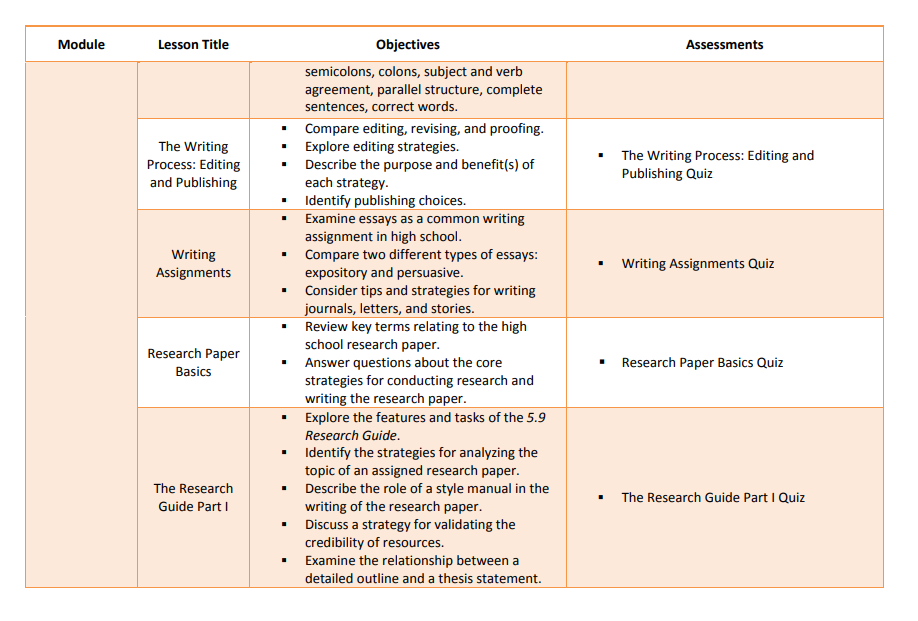 Module Lesson Title Objectives Assessments
semicolons, colons, subject and verb
agreement, parallel structure, complete
sentences, correct words.
The Writing
Process: Editing
and Publishing
▪ Compare editing, revising, and proofing.
▪ Explore editing strategies.
▪ Describe the purpose and benefit(s) of
each strategy.
▪ Identify publishing choices.
▪ The Writing Process: Editing and
Publishing Quiz
Writing
Assignments
▪ Examine essays as a common writing
assignment in high school.
▪ Compare two different types of essays:
expository and persuasive.
▪ Consider tips and strategies for writing
journals, letters, and stories.
▪ Writing Assignments Quiz
Research Paper
Basics
▪ Review key terms relating to the high
school research paper.
▪ Answer questions about the core
strategies for conducting research and
writing the research paper.
▪ Research Paper Basics Quiz
The Research
Guide Part I
▪ Explore the features and tasks of the 5.9
Research Guide.
▪ Identify the strategies for analyzing the
topic of an assigned research paper.
▪ Describe the role of a style manual in the
writing of the research paper.
▪ Discuss a strategy for validating the
credibility of resources.
▪ Examine the relationship between a
detailed outline and a thesis statement.
▪ The Research Guide Part I Quiz